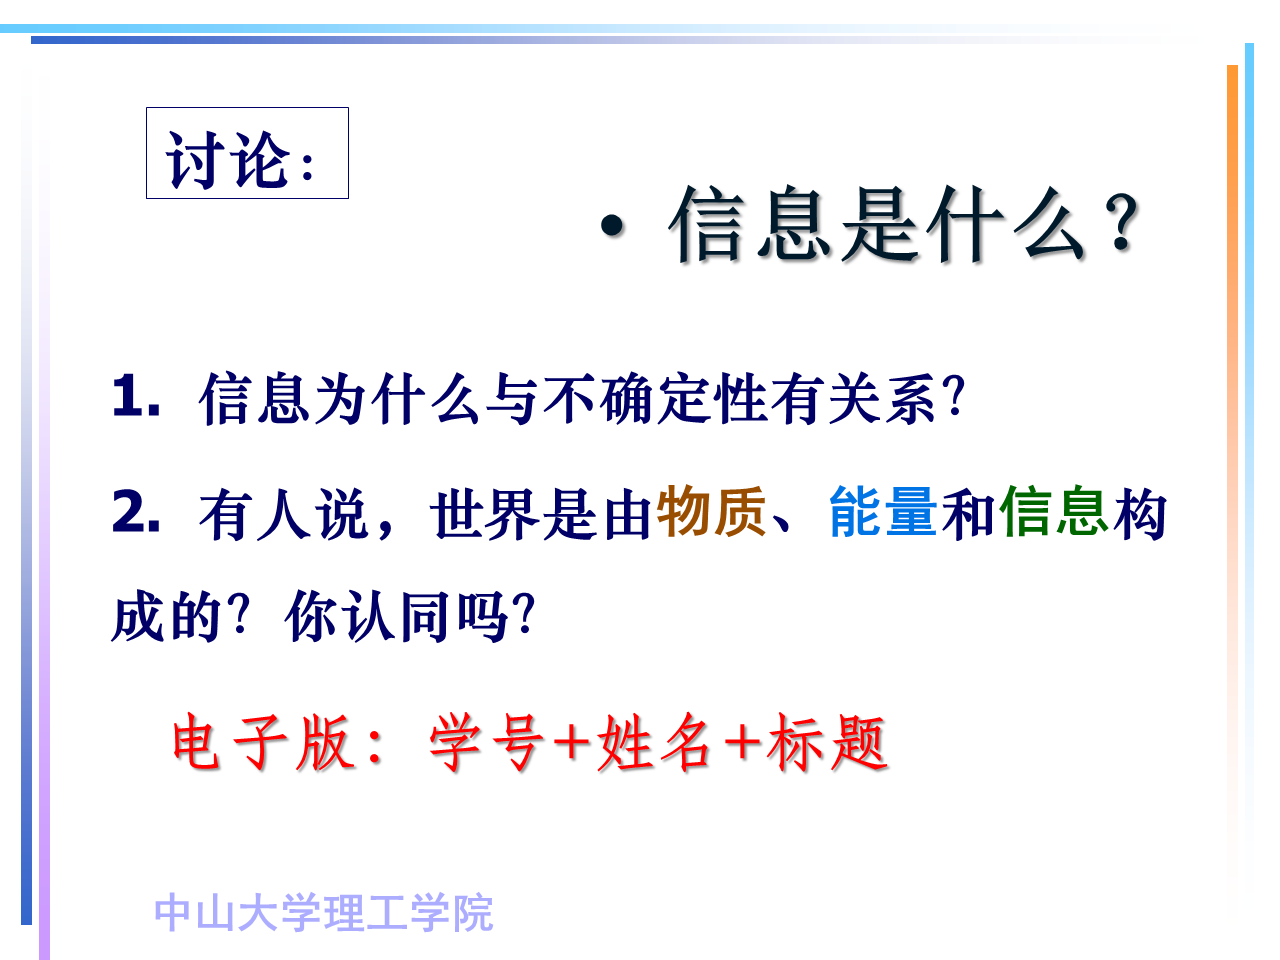 讨论：
• 信息是什么？
1. 信息为什么与不确定性有关系？
2. 有人说，世界是由物质、能量和信息构
成的？你认同吗？
电子版：学号+姓名+标题
中山大学理工学院